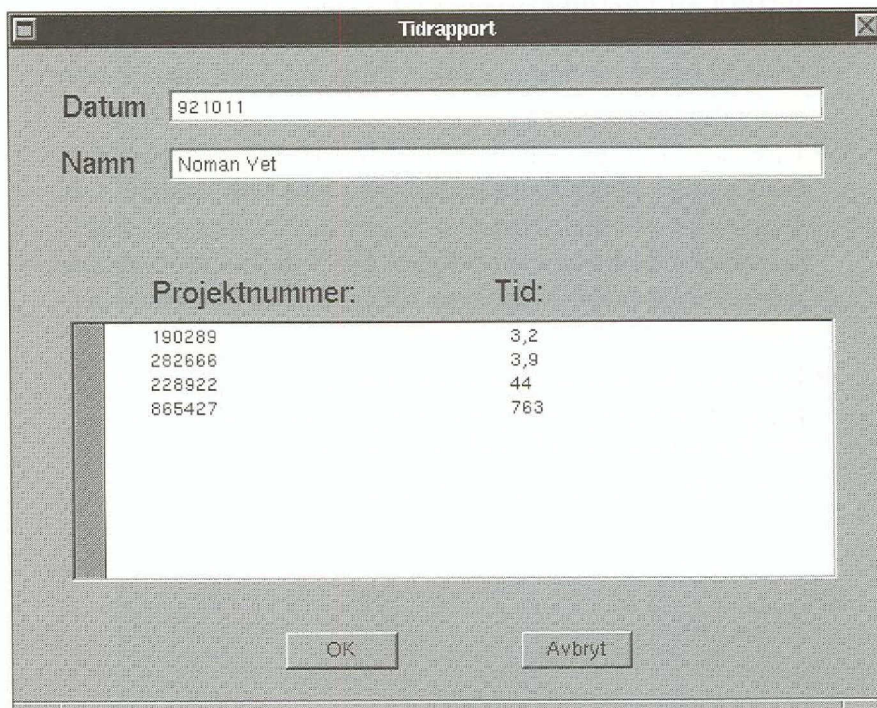 Tidrapport
Datum 921011
Namn Noman Vet
Projektnummer: Tid:
190289 3,2
282666 3,9
228922 44
865427 763
OK Avbryt